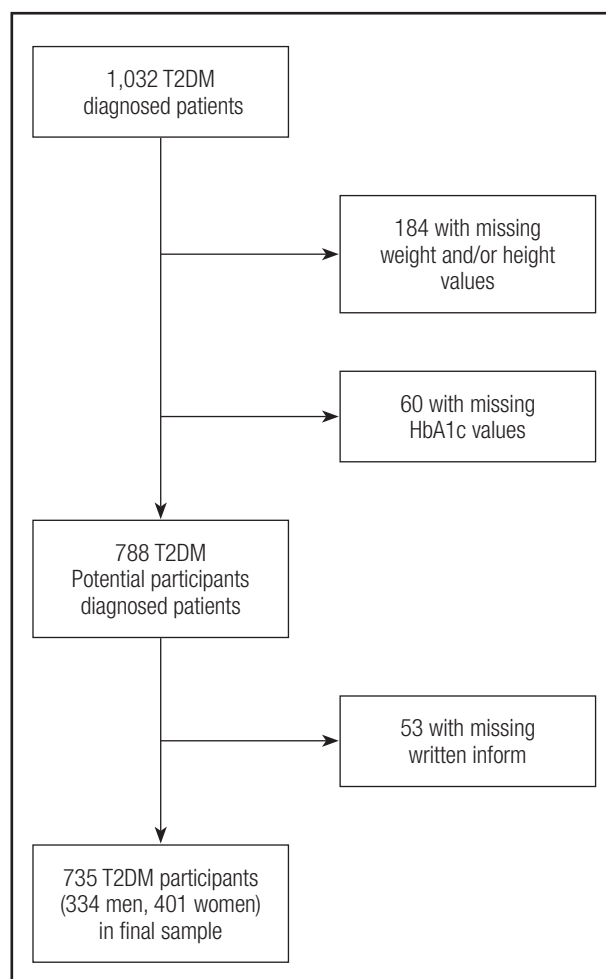 1,032 T2DM
diagnosed patients
184 with missing
weight and/or height
values
60 with missing
HbA1c values
788 T2DM
Potential participants
diagnosed patients
53 with missing
written inform
735 T2DM participants
(334 men, 401 women)
in final sample